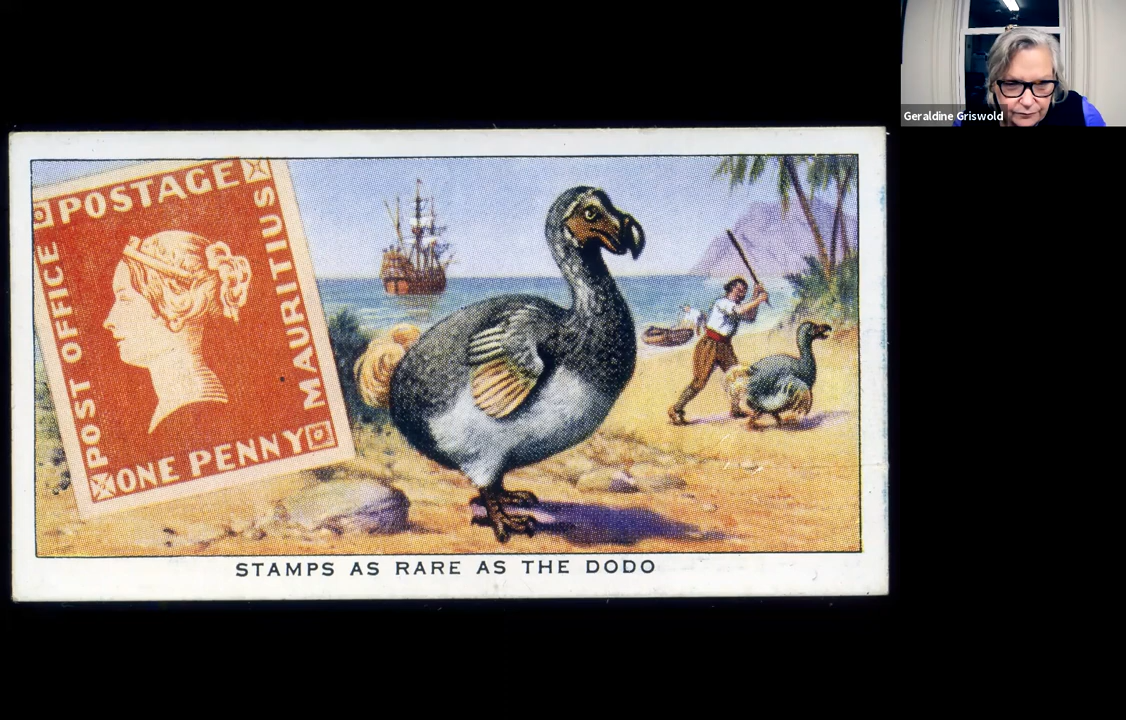 Geraldine Griswold
POSTAGE
POST OFFICE
MAURITIUS
ONE PENNY
STAMPS AS RARE AS THE DODO